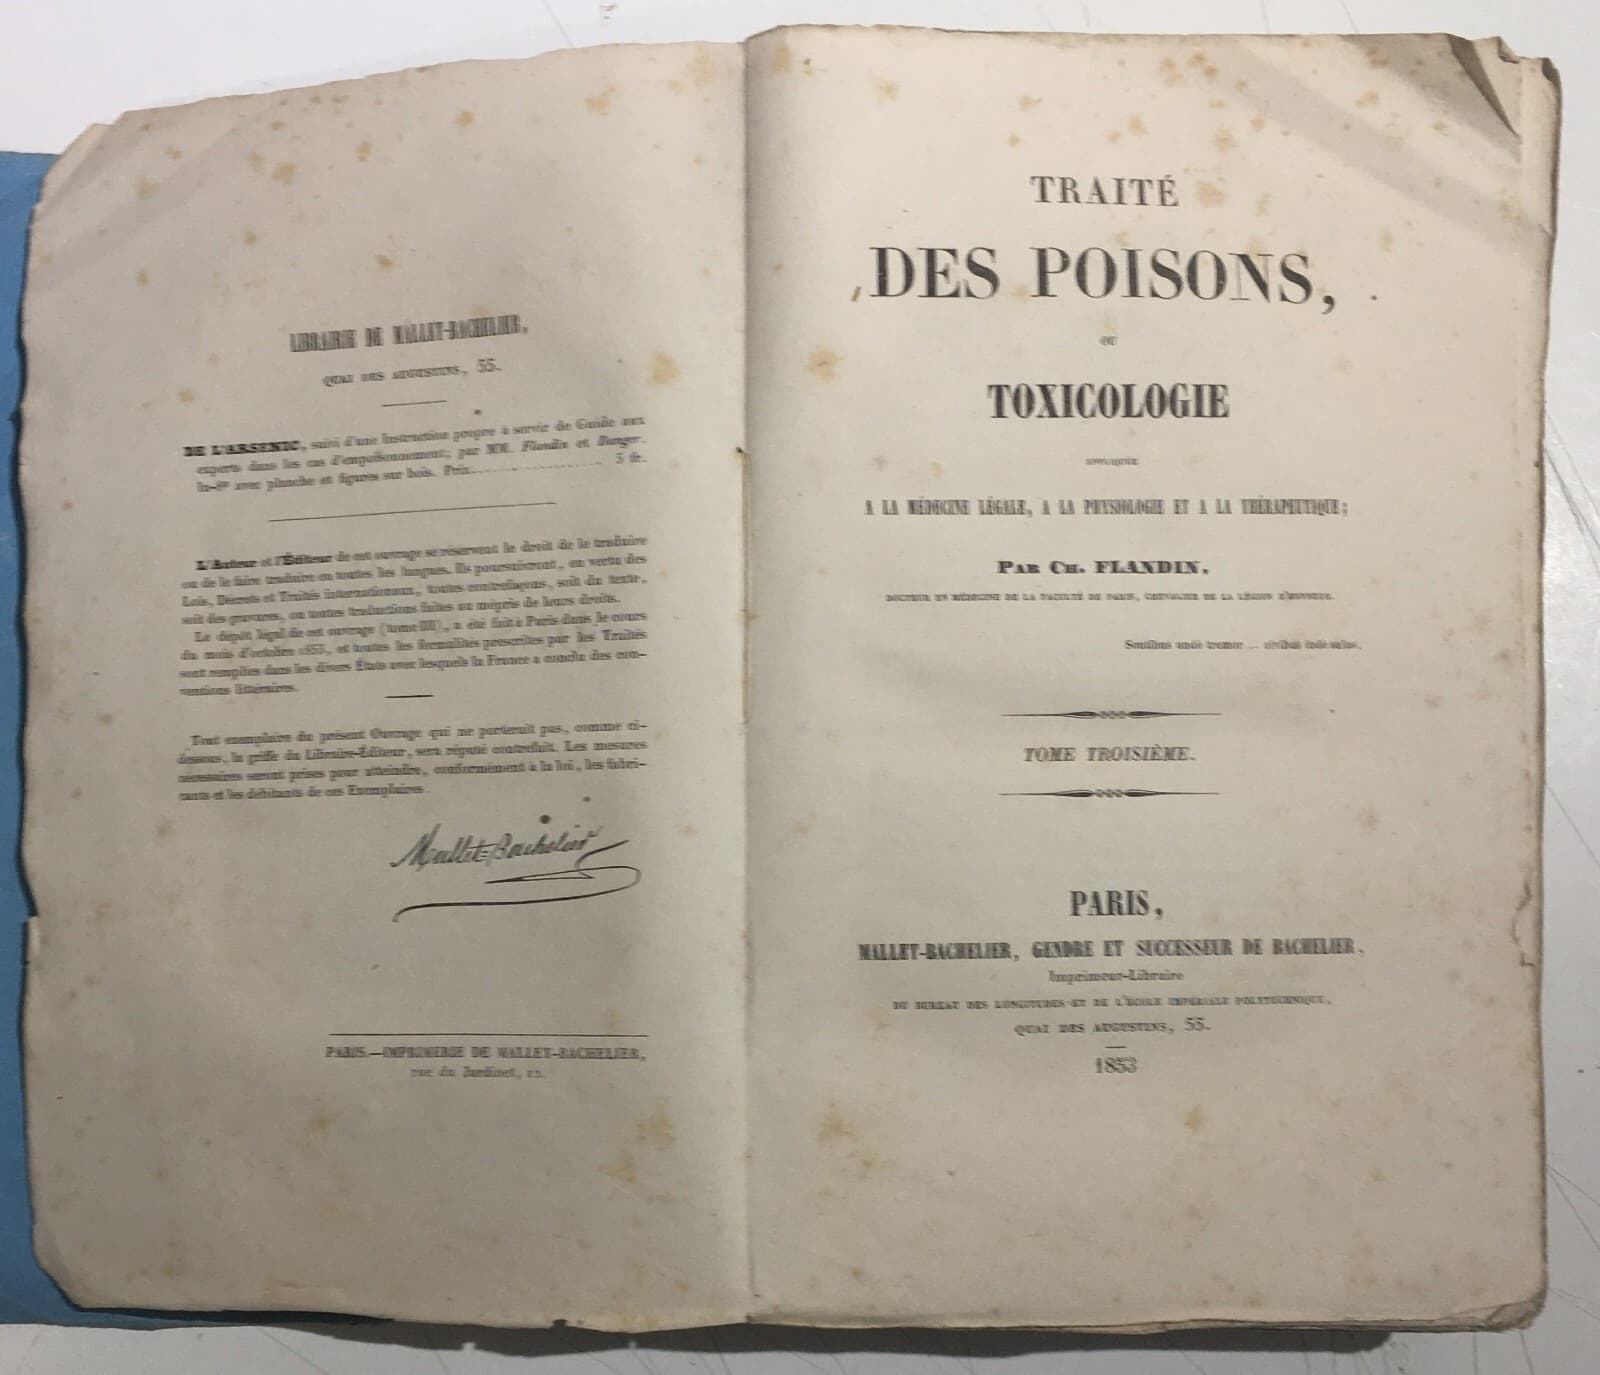 LIBRAIRIE DE MALLET-BACHELIER,
QUAI DES AUGUSTINS, 55.
DE L'ARSENIC, suivi d'une Instruction propre à servir de Guide aux
experts dans les cas d'empoisonnement; par MM. Flandin et Danger.
In-8º avec planche et figures sur bois. Prix........ 5 fr.
L'Auteur et l'Éditeur de cet ouvrage se réservent le droit de le traduire
ou de le faire traduire en toutes les langues. Ils poursuivront, en vertu des
Lois, Décrets et Traités internationaux, toutes contrefaçons, soit du texte,
soit des gravures, ou toutes traductions faites au mépris de leurs droits.
Le dépôt légal de cet ouvrage (tome III), a été fait à Paris dans le cours
du mois d'octobre 1853, et toutes les formalités prescrites par les Traités
sont remplies dans les divers États avec lesquels la France a conclu des con-
ventions littéraires.
Tout exemplaire du présent Ouvrage qui ne porterait pas, comme ci-
dessous, la griffe du Libraire-Éditeur, sera réputé contrefait. Les mesures
nécessaires seront prises pour atteindre, conformément à la loi, les fabri-
cants et les débitants de ces Exemplaires.
Mallet-Bachelier
PARIS.—IMPRIMERIE DE MALLET-BACHELIER,
rue du Jardinet, 12.
TRAITÉ
DES POISONS,
OU
TOXICOLOGIE
APPLIQUÉE
A LA MÉDECINE LÉGALE, A LA PHYSIOLOGIE ET A LA THÉRAPEUTIQUE;
PAR CH. FLANDIN,
DOCTEUR EN MÉDECINE DE LA FACULTÉ DE PARIS, CHEVALIER DE LA LÉGION D'HONNEUR.
Sontibus undè tremor... civibus indè salus.
TOME TROISIÈME.
PARIS,
MALLET-BACHELIER, GENDRE ET SUCCESSEUR DE BACHELIER,
Imprimeur-Libraire
DU BUREAU DES LONGITUDES ET DE L'ÉCOLE IMPÉRIALE POLYTECHNIQUE,
QUAI DES AUGUSTINS, 55.
1853